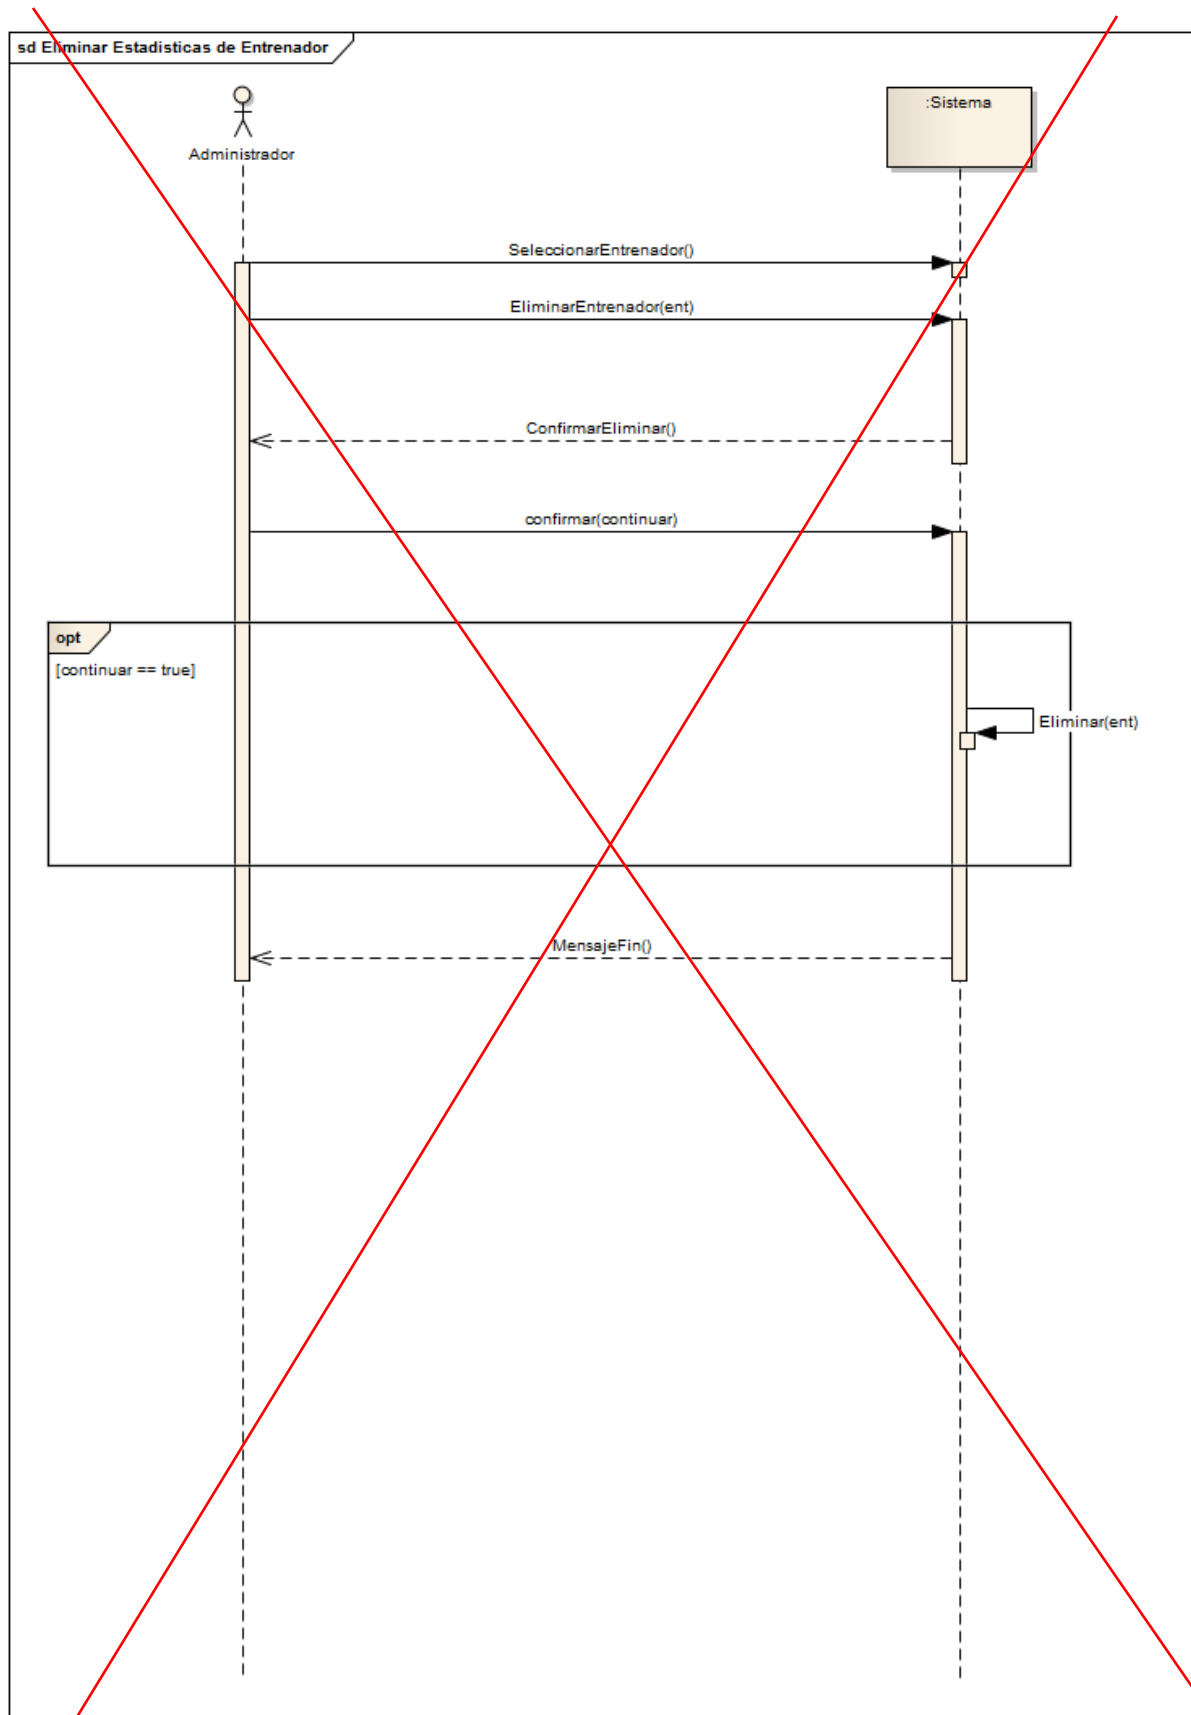 sd Eliminar Estadisticas de Entrenador
:Sistema
Administrador
SeleccionarEntrenador()
EliminarEntrenador(ent)
ConfirmarEliminar()
confirmar(continuar)
opt
[continuar == true]
Eliminar(ent)
MensajeFin()